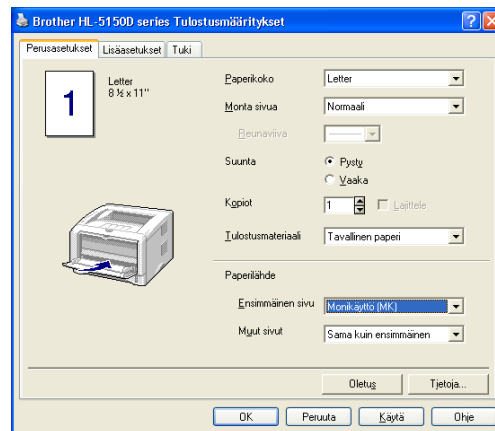 Brother HL-5150D series Tulostusmääritykset
Perusasetukset Lisäasetukset Tuki
1
Letter
8 ½ x 11"
Paperikoko Letter
Monta sivua Normaali
Reunaviiva
Suunta Pysty
Vaaka
Kopiot 1 Lajittele
Tulostusmateriaali Tavallinen paperi
Paperilähde
Ensimmäinen sivu Monikäyttö (MK)
Muut sivut Sama kuin ensimmäinen
Oletus Tjetoja...
OK Peruuta Käytä Ohje